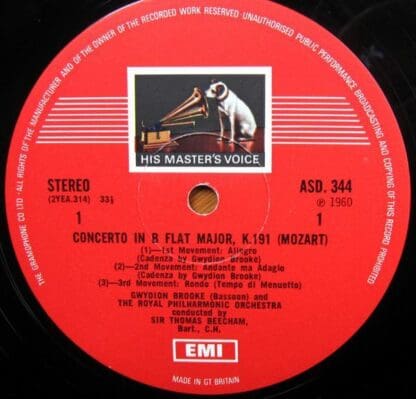 THE GRAMOPHONE CO LTD · ALL RIGHTS OF THE MANUFACTURER AND OF THE OWNER OF THE RECORDED WORK RESERVED UNAUTHORISED PUBLIC PERFORMANCE BROADCASTING AND COPYING OF THIS RECORD PROHIBITED
HIS MASTER'S VOICE
STEREO
(2YEA.314) 33⅓
1
ASD. 344
℗ 1960
1
CONCERTO IN B FLAT MAJOR, K.191 (MOZART)
(1)—1st Movement: Allegro
(Cadenza by Gwydion Brooke)
(2)—2nd Movement: Andante ma Adagio
(Cadenza by Gwydion Brooke)
(3)—3rd Movement: Rondo (Tempo di Menuetto)
GWYDION BROOKE (Bassoon) and
THE ROYAL PHILHARMONIC ORCHESTRA
conducted by
SIR THOMAS BEECHAM,
Bart., C.H.
EMI
MADE IN GT BRITAIN